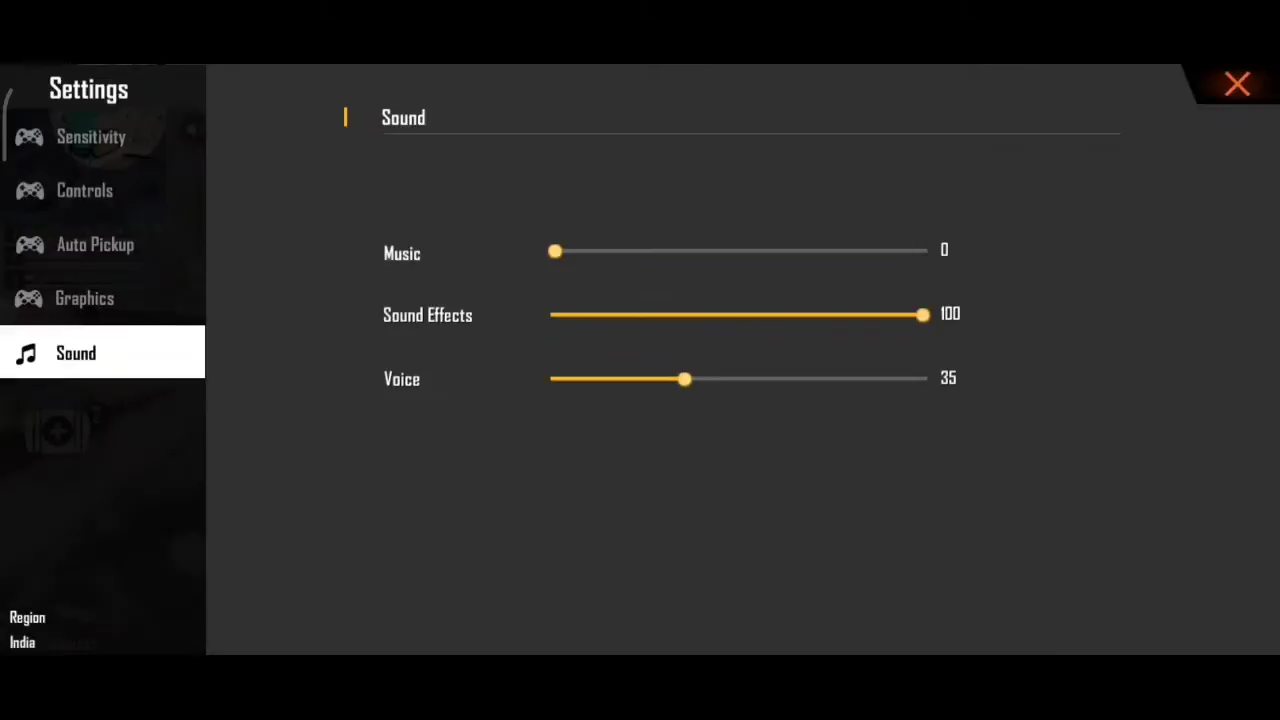 Settings
Sensitivity
Controls
Auto Pickup
Graphics
Sound
Region
India
Sound
Music 0
Sound Effects 100
Voice 35